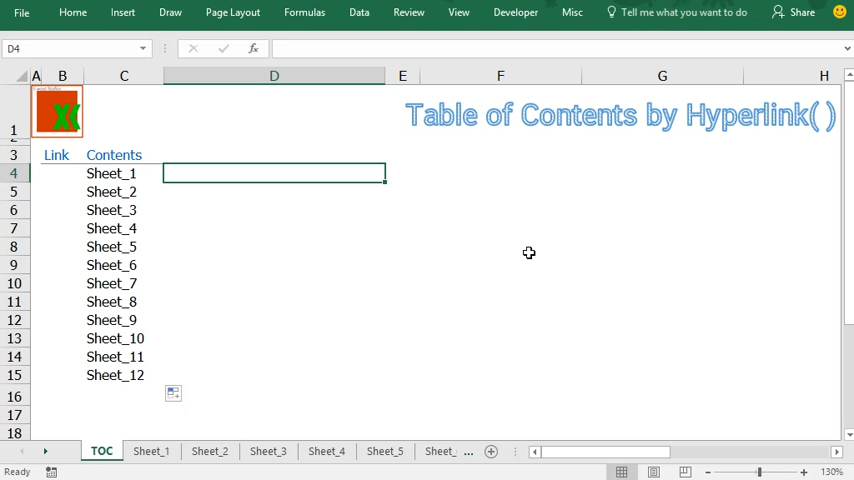 File Home Insert Draw Page Layout Formulas Data Review View Developer Misc Tell me what you want to do Share
D4 fx
A B C D E F G H
1 Table of Contents by Hyperlink( )
2
3 Link Contents
4 Sheet_1
5 Sheet_2
6 Sheet_3
7 Sheet_4
8 Sheet_5
9 Sheet_6
10 Sheet_7
11 Sheet_8
12 Sheet_9
13 Sheet_10
14 Sheet_11
15 Sheet_12
16
17
18
TOC Sheet_1 Sheet_2 Sheet_3 Sheet_4 Sheet_5 Sheet_ ...
Ready 130%